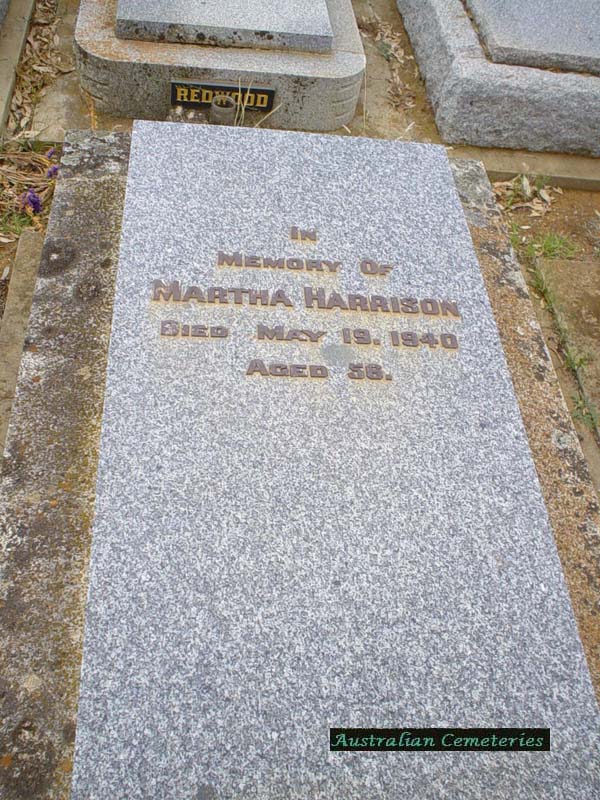 REDWOOD
IN
MEMORY OF
MARTHA HARRISON
DIED MAY 19. 1940
AGED 58.
Australian Cemeteries